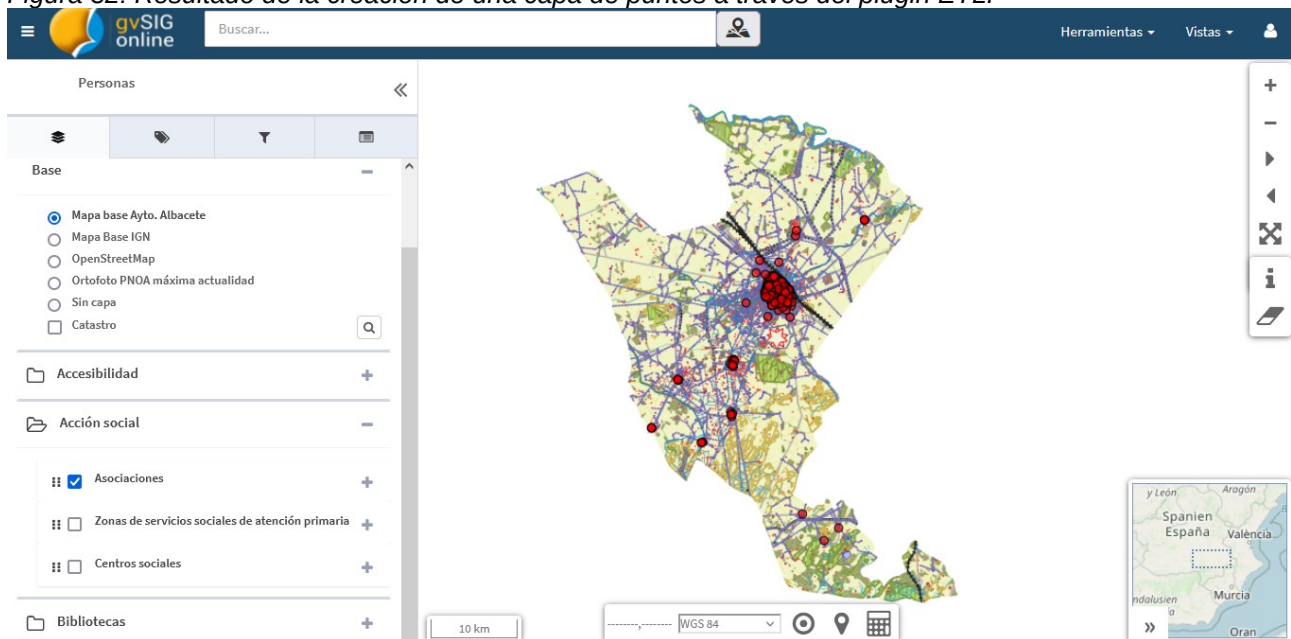 Figura 32. Resultado de la creación de una capa de puntos a través del plugin ETL.
gvSIG
online
Buscar...
Herramientas
Vistas
Personas
Base
Mapa base Ayto. Albacete
Mapa Base IGN
OpenStreetMap
Ortofoto PNOA máxima actualidad
Sin capa
Catastro
Accesibilidad
Acción social
Asociaciones
Zonas de servicios sociales de atención primaria
Centros sociales
Bibliotecas
10 km
--------,--------
WGS 84
y León
Aragón
Spanien
España
València
ndalusien
Murcia
Oran